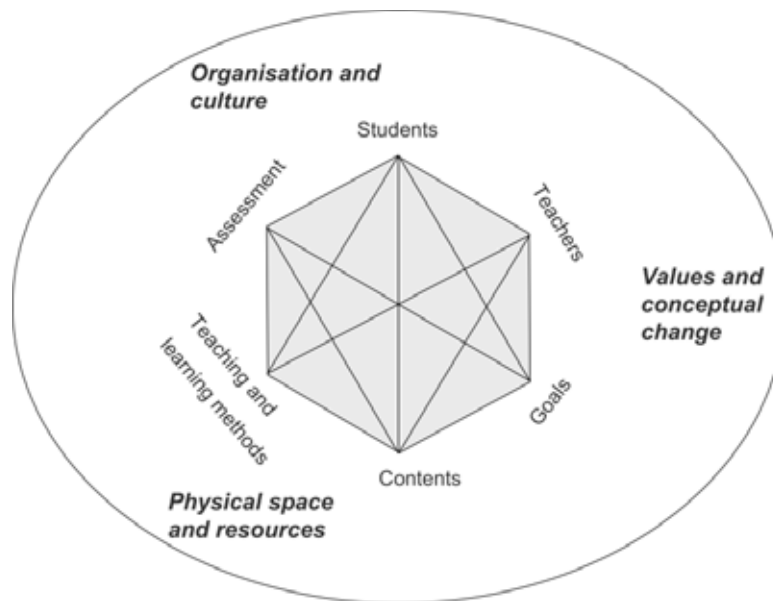 Organisation and
culture
Students
Assessment
Teachers
Values and
conceptual
change
Teaching and
learning methods
Goals
Contents
Physical space
and resources